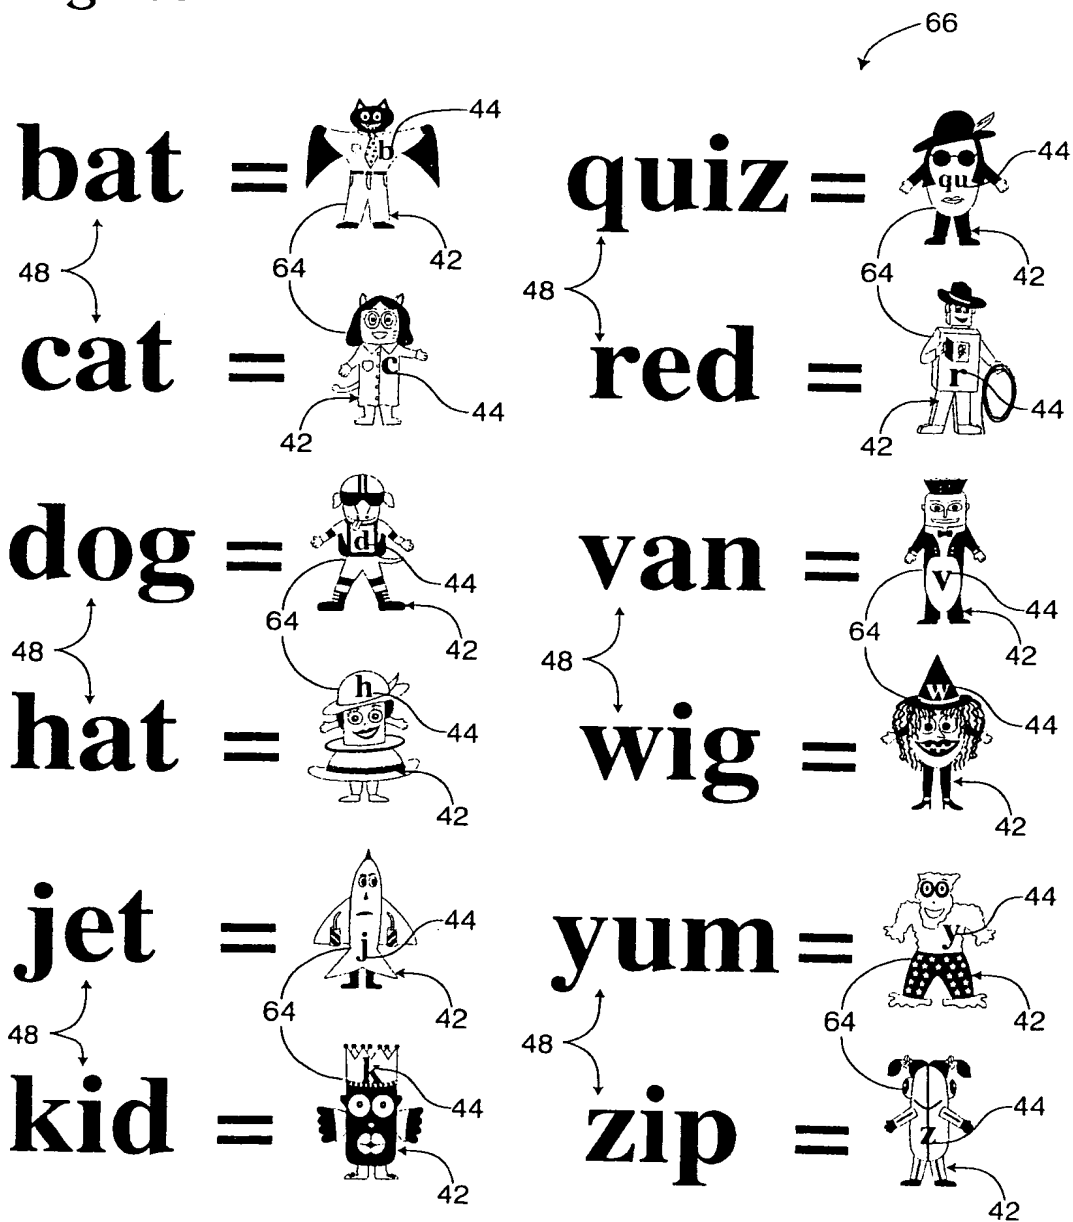 66
bat = b 44
48 64 42
cat = c 44
42
dog = d 44
48 64 42
hat = h 44
42
jet = j 44
48 64 42
kid = k 44
42
quiz = qu 44
48 64 42
red = r 44
42
van = v 44
48 64 42
wig = w 44
42
yum = y 44
48 64 42
zip = z 44
42